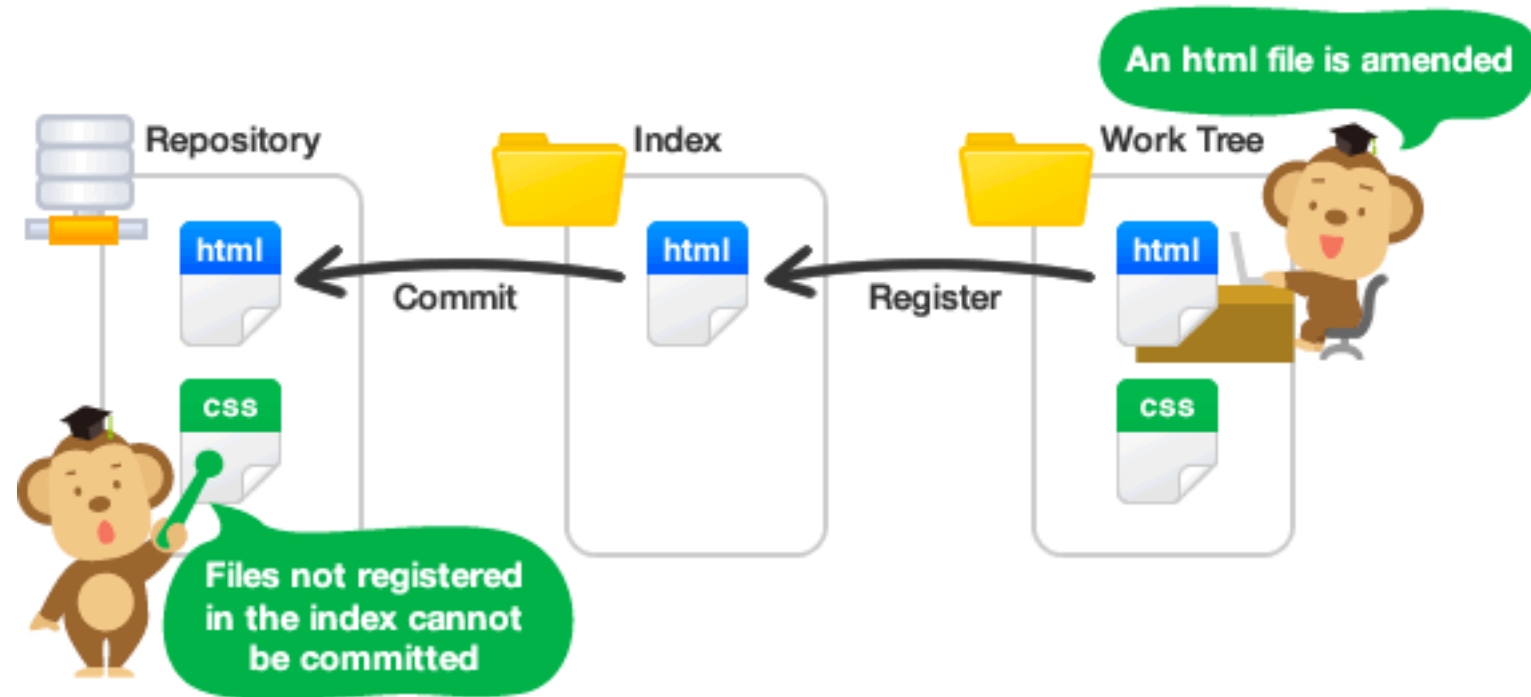 An html file is amended
Repository
Index
Work Tree
html
html
html
Commit
Register
css
css
Files not registered
in the index cannot
be committed